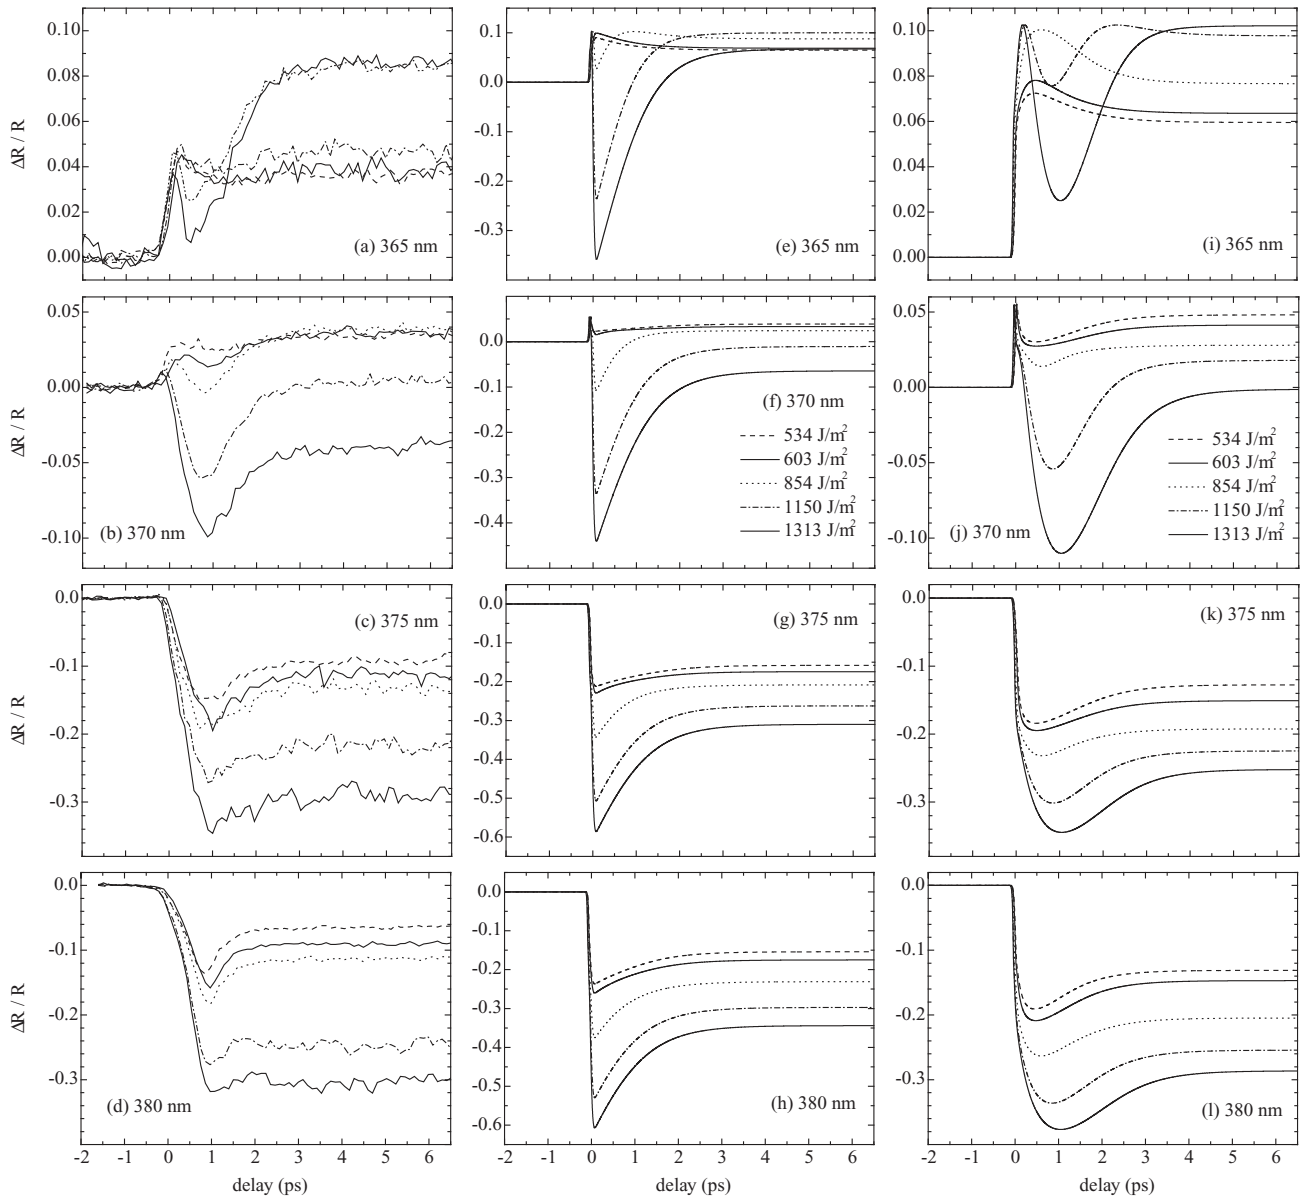 0.10
0.08
0.06
0.04
0.02
0.00
ΔR / R
(a) 365 nm
0.1
0.0
-0.1
-0.2
-0.3
(e) 365 nm
0.10
0.08
0.06
0.04
0.02
0.00
(i) 365 nm
0.05
0.00
-0.05
-0.10
ΔR / R
(b) 370 nm
0.0
-0.1
-0.2
-0.3
-0.4
(f) 370 nm
534 J/m²
603 J/m²
854 J/m²
1150 J/m²
1313 J/m²
0.05
0.00
-0.05
-0.10
534 J/m²
603 J/m²
854 J/m²
1150 J/m²
1313 J/m²
(j) 370 nm
0.0
-0.1
-0.2
-0.3
ΔR / R
(c) 375 nm
0.0
-0.1
-0.2
-0.3
-0.4
-0.5
-0.6
(g) 375 nm
0.0
-0.1
-0.2
-0.3
(k) 375 nm
0.0
-0.1
-0.2
-0.3
ΔR / R
(d) 380 nm
-2 -1 0 1 2 3 4 5 6
delay (ps)
0.0
-0.1
-0.2
-0.3
-0.4
-0.5
-0.6
(h) 380 nm
-2 -1 0 1 2 3 4 5 6
delay (ps)
0.0
-0.1
-0.2
-0.3
(l) 380 nm
-2 -1 0 1 2 3 4 5 6
delay (ps)